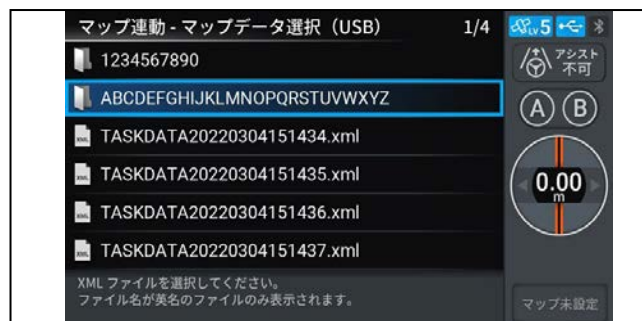 マップ連動 - マップデータ選択（USB） 1/4
LV5
1234567890
アシスト
不可
ABCDEFGHIJKLMNOPQRSTUVWXYZ
A B
TASKDATA20220304151434.xml
TASKDATA20220304151435.xml
0.00
m
TASKDATA20220304151436.xml
TASKDATA20220304151437.xml
XML ファイルを選択してください。
ファイル名が英名のファイルのみ表示されます。
マップ未設定